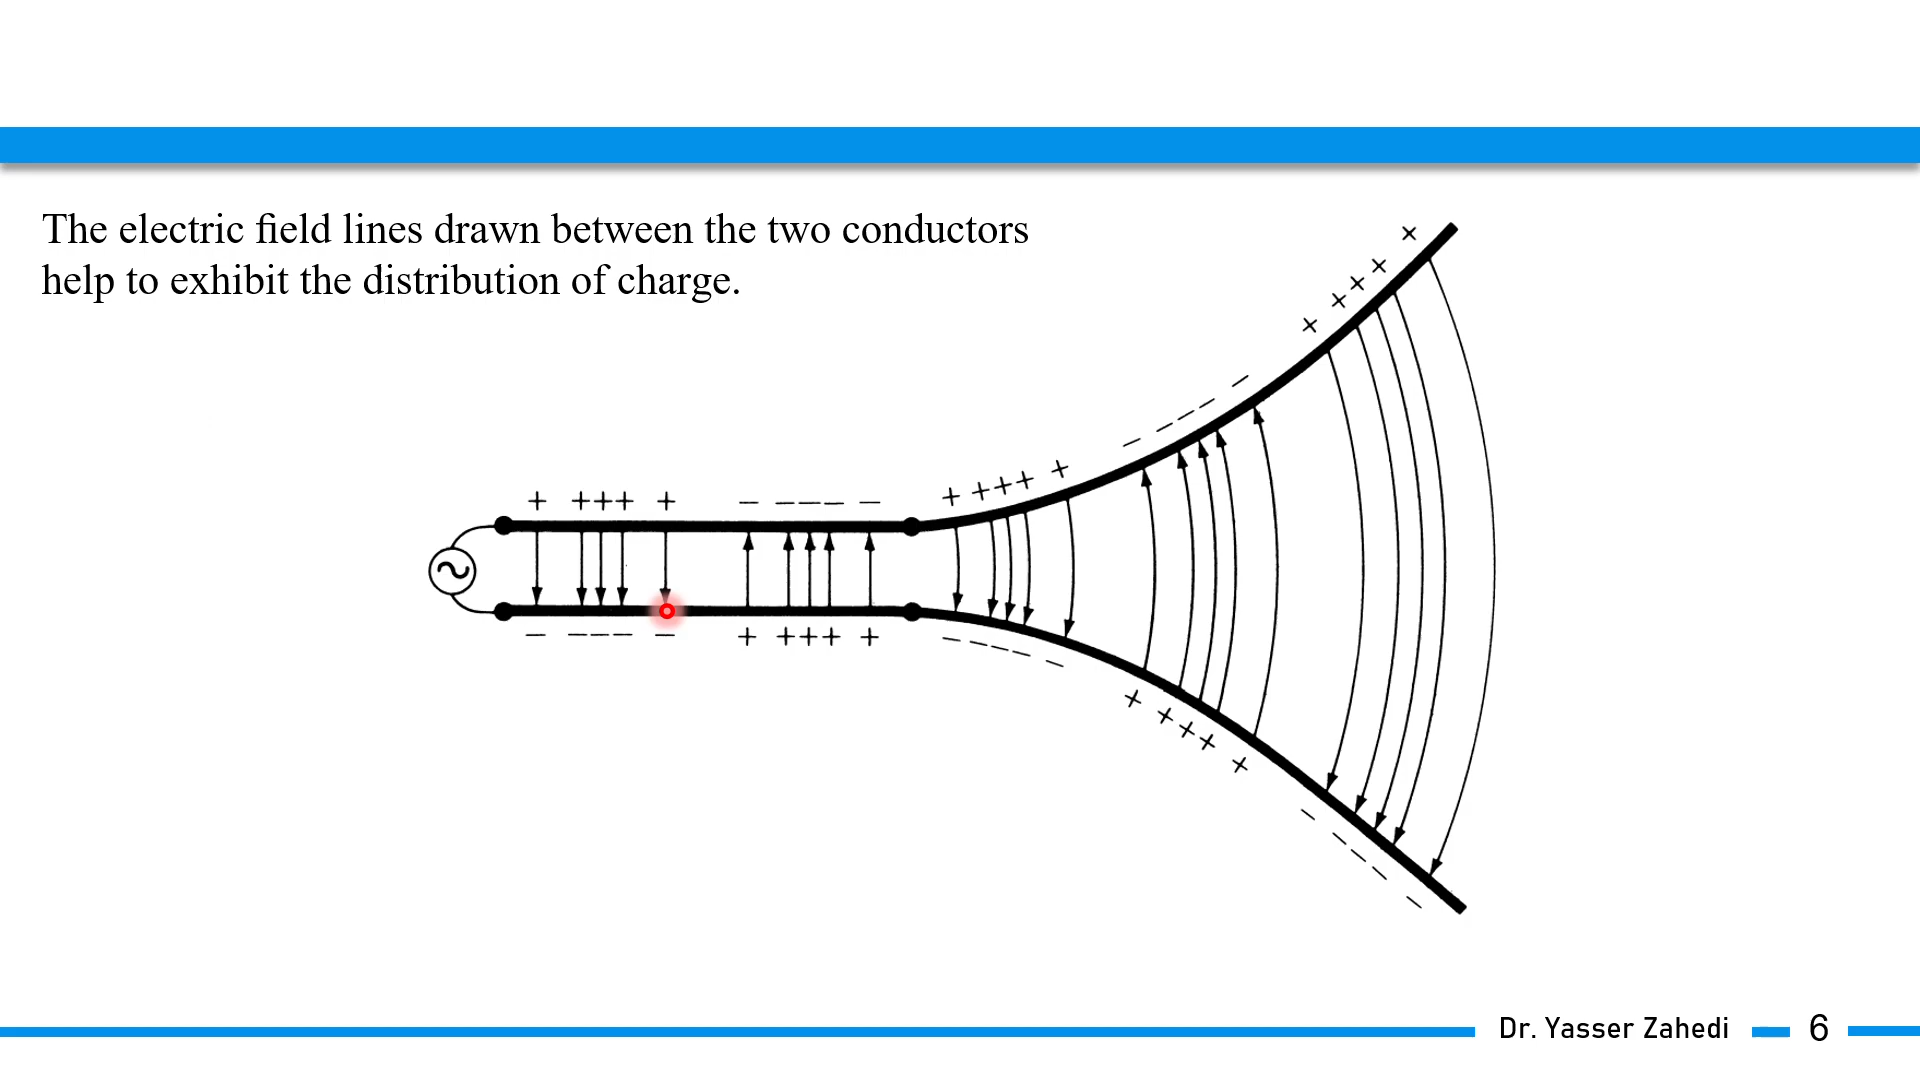 The electric field lines drawn between the two conductors
help to exhibit the distribution of charge.
+ +++ + − −−− − + +++ + − −−− − + +++ +
− −−− − + +++ + − −−− − + +++ + − −−− −
Dr. Yasser Zahedi 6